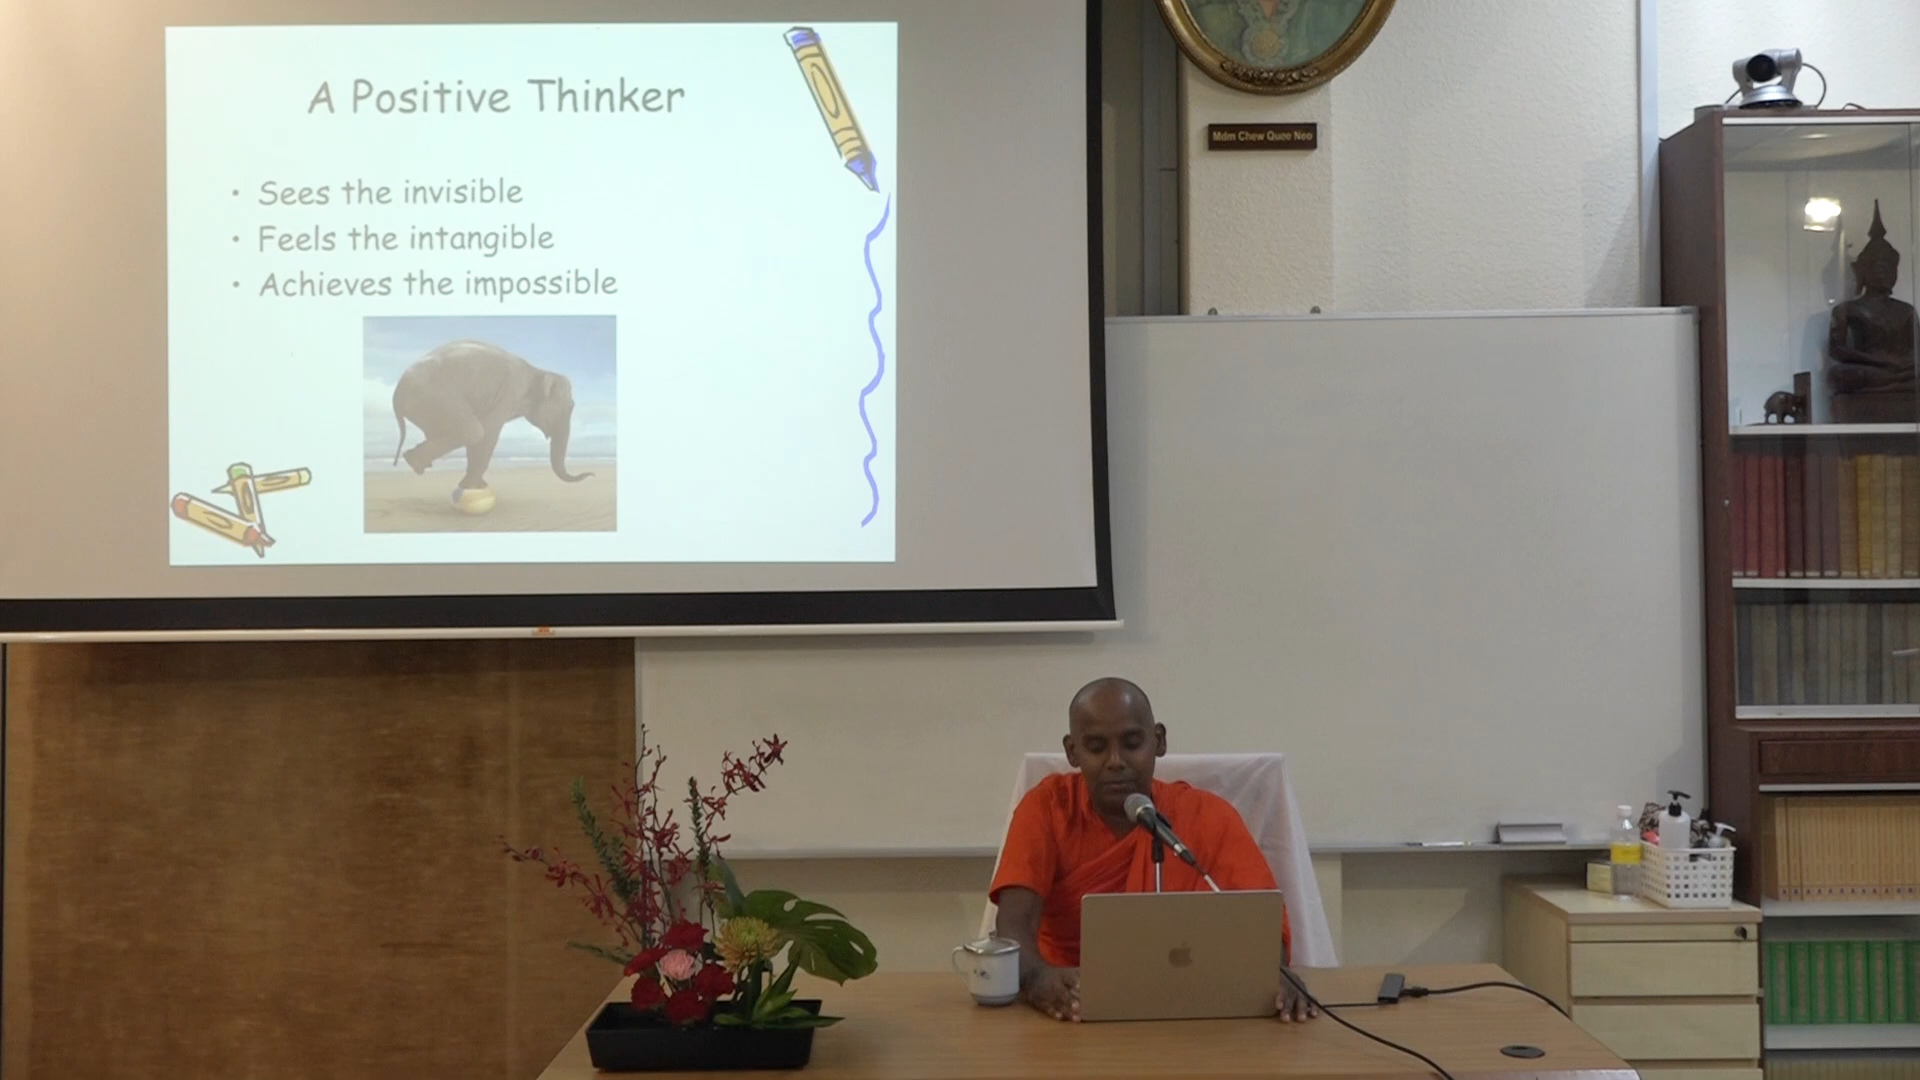 A Positive Thinker
• Sees the invisible
• Feels the intangible
• Achieves the impossible
Mdm Chew Quee Neo